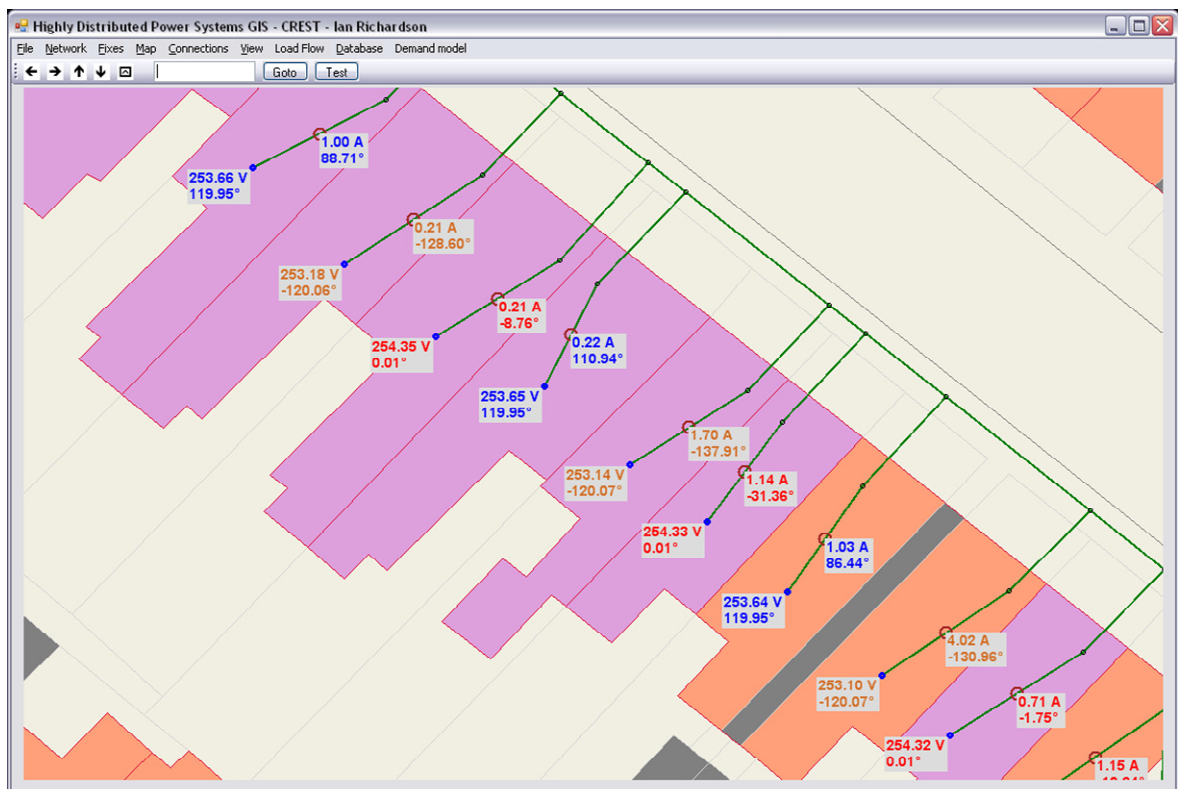 Highly Distributed Power Systems GIS - CREST - Ian Richardson
File Network Fixes Map Connections View Load Flow Database Demand model
Goto Test
1.00 A
88.71°
253.66 V
119.95°
0.21 A
-128.60°
253.18 V
-120.06°
0.21 A
-8.76°
254.35 V
0.01°
0.22 A
110.94°
253.65 V
119.95°
1.70 A
-137.91°
253.14 V
-120.07°
1.14 A
-31.36°
254.33 V
0.01°
1.03 A
86.44°
253.64 V
119.95°
4.02 A
-130.96°
253.10 V
-120.07°
0.71 A
-1.75°
254.32 V
0.01°
1.15 A